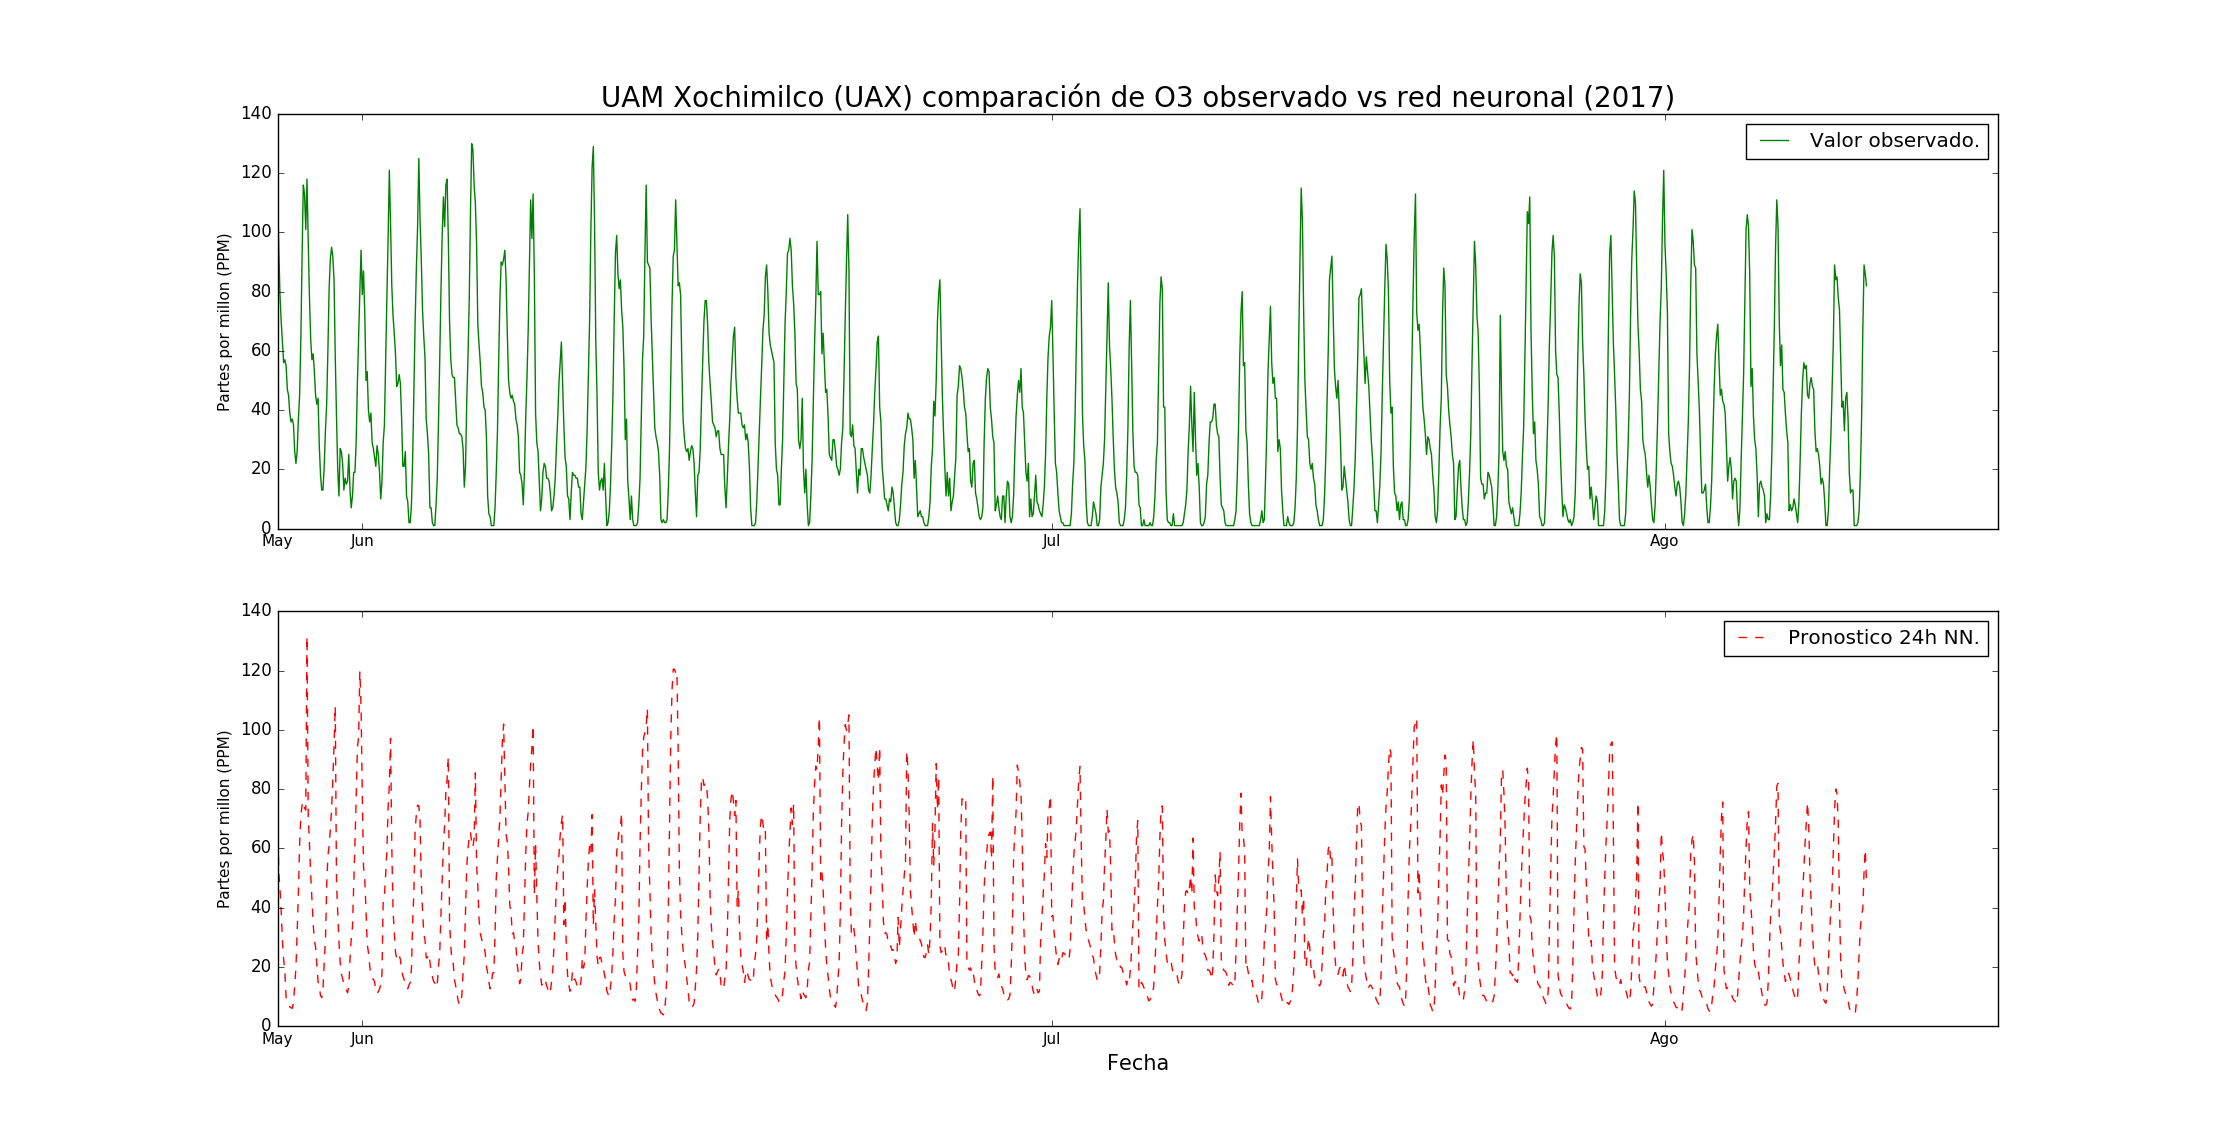 UAM Xochimilco (UAX) comparación de O3 observado vs red neuronal (2017)
140
120
100
80
60
40
20
0
Partes por millon (PPM)
Valor observado.
May Jun Jul Ago
140
120
100
80
60
40
20
0
Partes por millon (PPM)
Pronostico 24h NN.
May Jun Jul Ago
Fecha